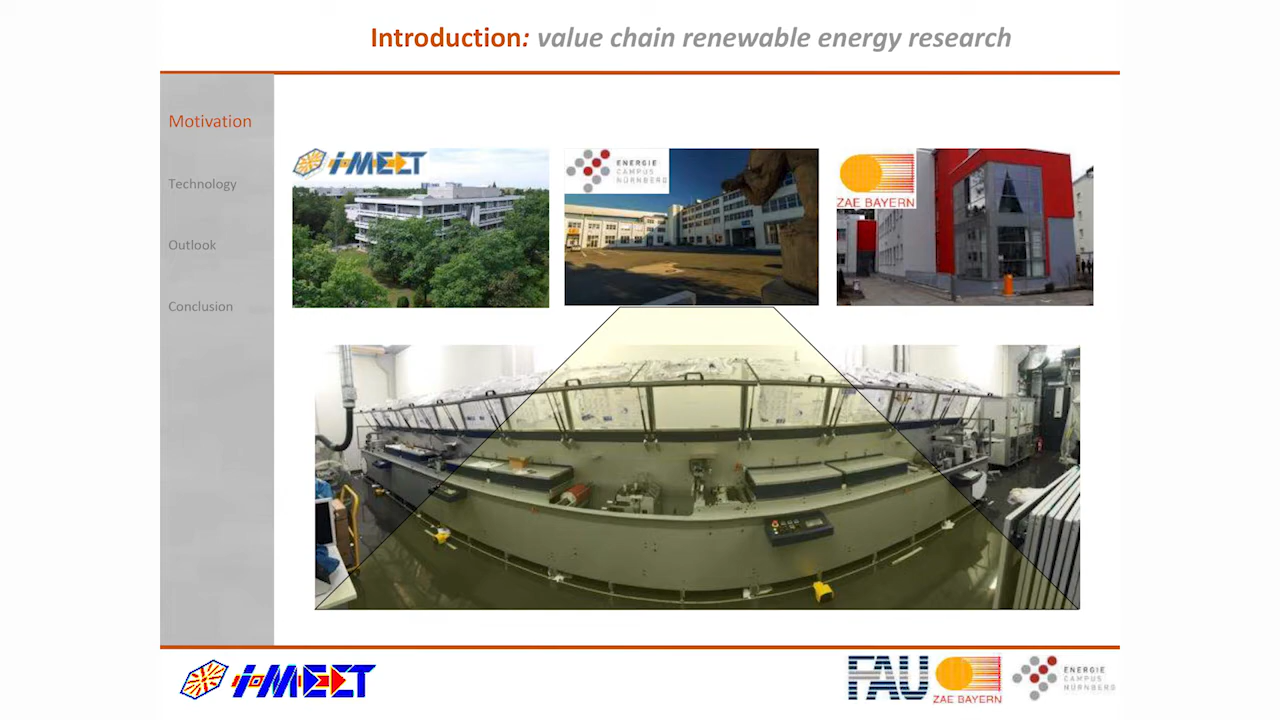 Introduction: value chain renewable energy research
Motivation
Technology
Outlook
Conclusion
i-MEET
ENERGIE
CAMPUS
NÜRNBERG
ZAE BAYERN
i-MEET
FAU
ZAE BAYERN
ENERGIE
CAMPUS
NÜRNBERG